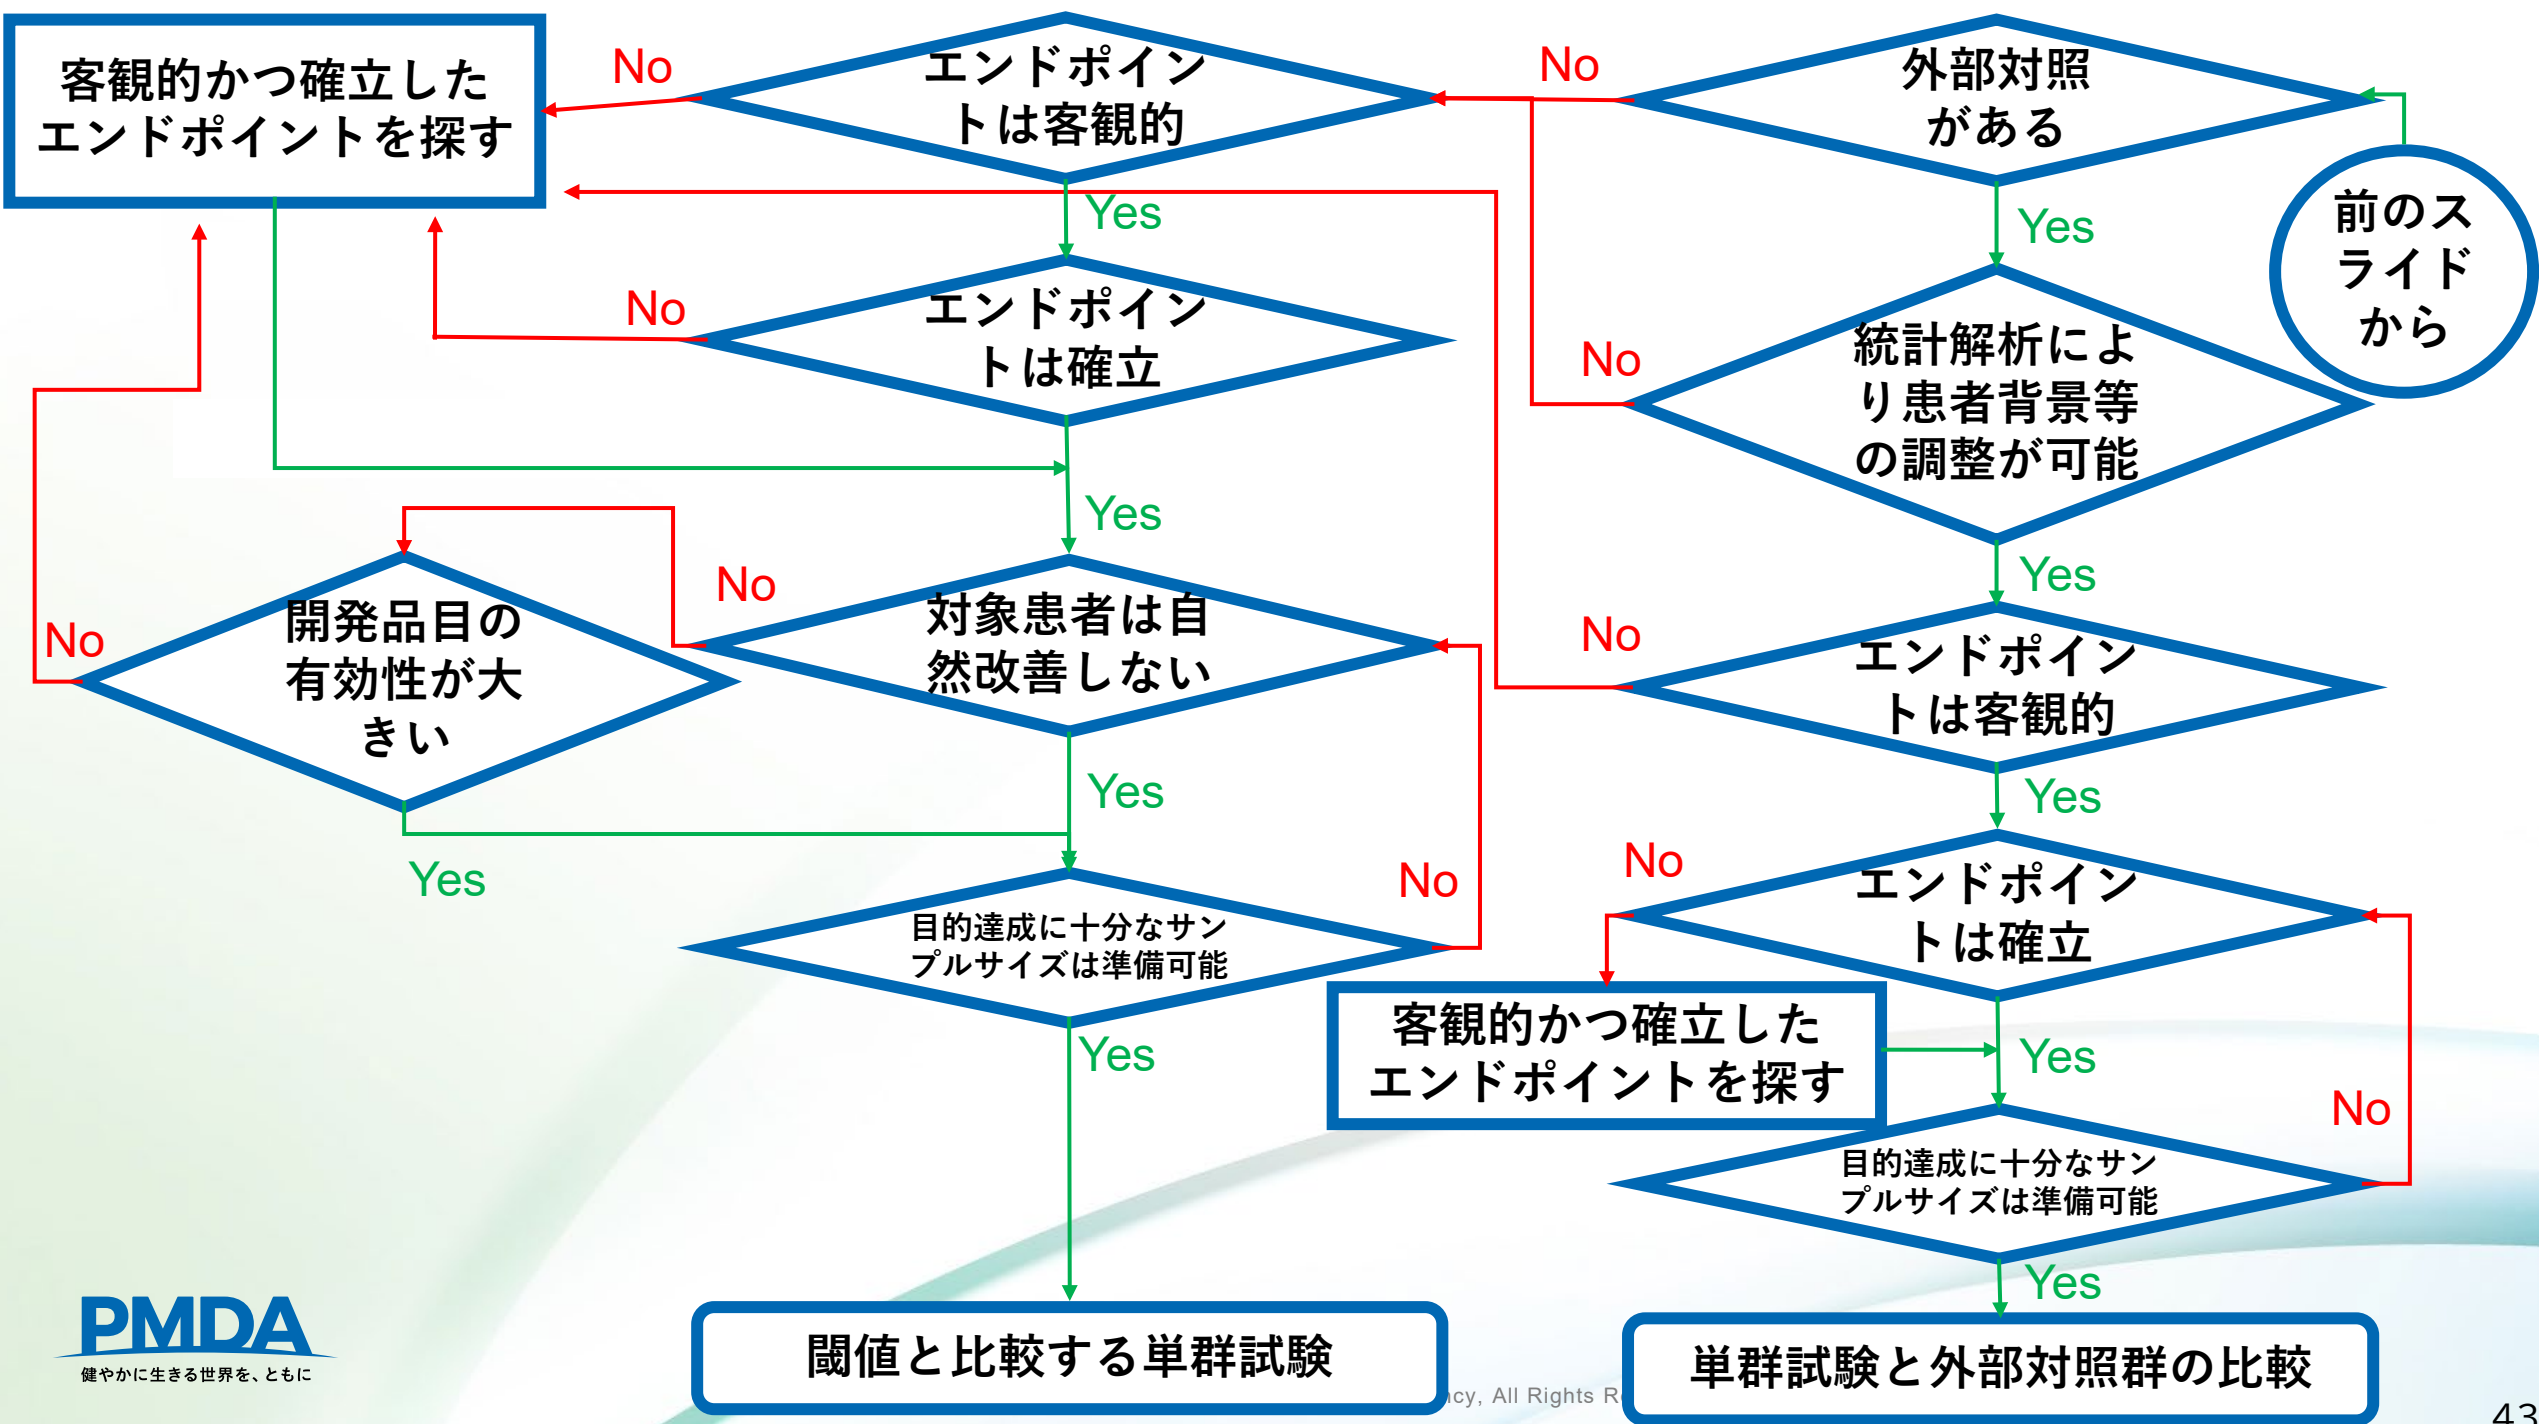 客観的かつ確立した
エンドポイントを探す
No
エンドポイン
トは客観的
No
外部対照
がある
前のス
ライド
から
Yes
Yes
No
エンドポイン
トは確立
No
統計解析によ
り患者背景等
の調整が可能
Yes
Yes
No
開発品目の
有効性が大
きい
No
対象患者は自
然改善しない
No
エンドポイン
トは客観的
Yes
Yes
Yes
No
目的達成に十分なサン
プルサイズは準備可能
No
エンドポイン
トは確立
Yes
客観的かつ確立した
エンドポイントを探す
Yes
No
目的達成に十分なサン
プルサイズは準備可能
Yes
PMDA
健やかに生きる世界を、ともに
閾値と比較する単群試験
単群試験と外部対照群の比較
All Rights
43